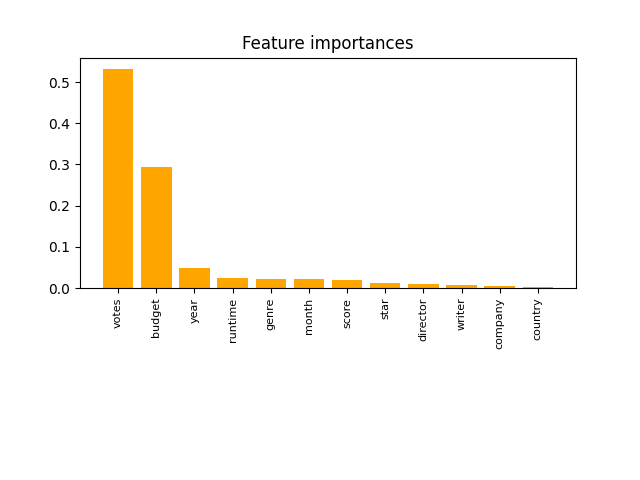 Feature importances
0.5
0.4
0.3
0.2
0.1
0.0
votes
budget
year
runtime
genre
month
score
star
director
writer
company
country